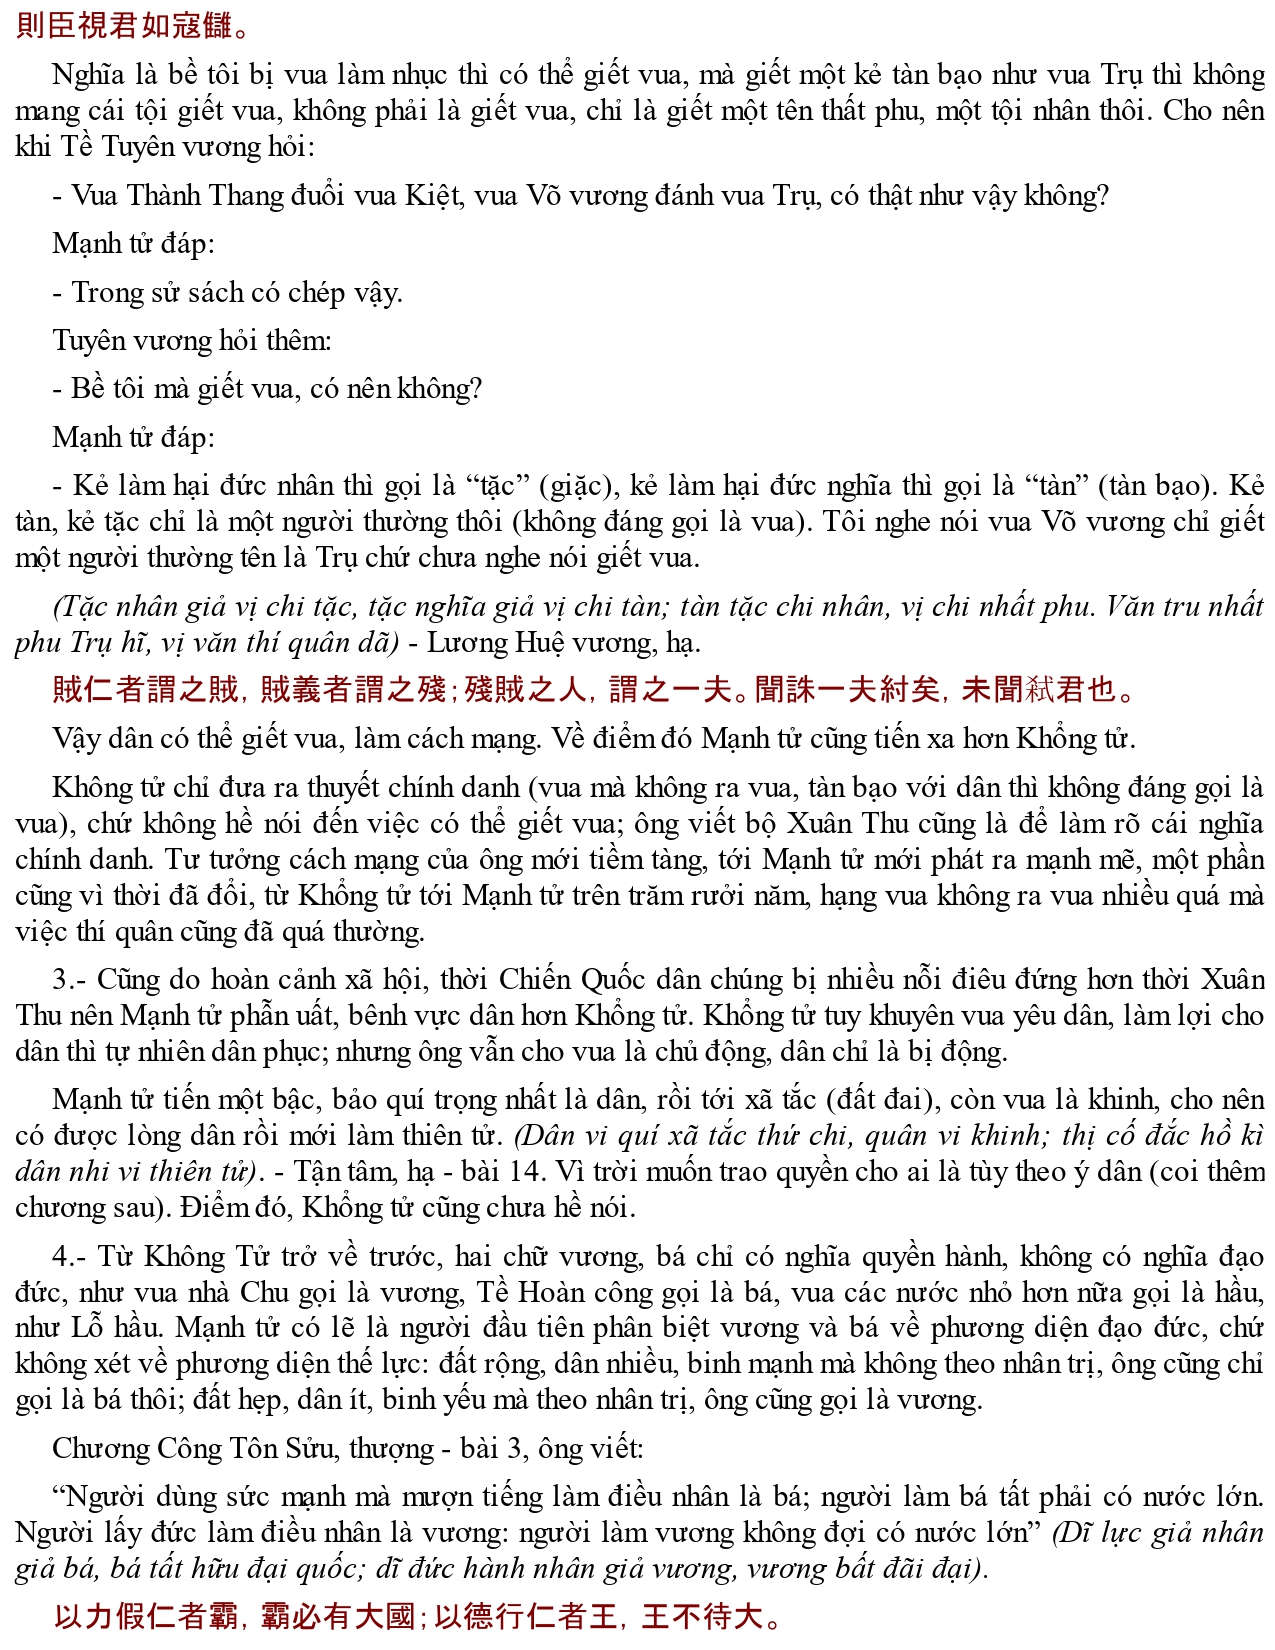 則臣視君如寇讎。
Nghĩa là bề tôi bị vua làm nhục thì có thể giết vua, mà giết một kẻ tàn bạo như vua Trụ thì không
mang cái tội giết vua, không phải là giết vua, chỉ là giết một tên thất phu, một tội nhân thôi. Cho nên
khi Tề Tuyên vương hỏi:
- Vua Thành Thang đuổi vua Kiệt, vua Võ vương đánh vua Trụ, có thật như vậy không?
Mạnh tử đáp:
- Trong sử sách có chép vậy.
Tuyên vương hỏi thêm:
- Bề tôi mà giết vua, có nên không?
Mạnh tử đáp:
- Kẻ làm hại đức nhân thì gọi là “tặc” (giặc), kẻ làm hại đức nghĩa thì gọi là “tàn” (tàn bạo). Kẻ
tàn, kẻ tặc chỉ là một người thường thôi (không đáng gọi là vua). Tôi nghe nói vua Võ vương chỉ giết
một người thường tên là Trụ chứ chưa nghe nói giết vua.
(Tặc nhân giả vị chi tặc, tặc nghĩa giả vị chi tàn; tàn tặc chi nhân, vị chi nhất phu. Văn tru nhất
phu Trụ hĩ, vị văn thí quân dã) - Lương Huệ vương, hạ.
賊仁者謂之賊, 賊義者謂之殘; 殘賊之人, 謂之一夫。聞誅一夫紂矣, 未聞弒君也。
Vậy dân có thể giết vua, làm cách mạng. Về điểm đó Mạnh tử cũng tiến xa hơn Khổng tử.
Không tử chỉ đưa ra thuyết chính danh (vua mà không ra vua, tàn bạo với dân thì không đáng gọi là
vua), chứ không hề nói đến việc có thể giết vua; ông viết bộ Xuân Thu cũng là để làm rõ cái nghĩa
chính danh. Tư tưởng cách mạng của ông mới tiềm tàng, tới Mạnh tử mới phát ra mạnh mẽ, một phần
cũng vì thời đã đổi, từ Khổng tử tới Mạnh tử trên trăm rưởi năm, hạng vua không ra vua nhiều quá mà
việc thí quân cũng đã quá thường.
3.- Cũng do hoàn cảnh xã hội, thời Chiến Quốc dân chúng bị nhiều nỗi điêu đứng hơn thời Xuân
Thu nên Mạnh tử phẫn uất, bênh vực dân hơn Khổng tử. Khổng tử tuy khuyên vua yêu dân, làm lợi cho
dân thì tự nhiên dân phục; nhưng ông vẫn cho vua là chủ động, dân chỉ là bị động.
Mạnh tử tiến một bậc, bảo quí trọng nhất là dân, rồi tới xã tắc (đất đai), còn vua là khinh, cho nên
có được lòng dân rồi mới làm thiên tử. (Dân vi quí xã tắc thứ chi, quân vi khinh; thị cố đắc hồ kì
dân nhi vi thiên tử). - Tận tâm, hạ - bài 14. Vì trời muốn trao quyền cho ai là tùy theo ý dân (coi thêm
chương sau). Điểm đó, Khổng tử cũng chưa hề nói.
4.- Từ Không Tử trở về trước, hai chữ vương, bá chỉ có nghĩa quyền hành, không có nghĩa đạo
đức, như vua nhà Chu gọi là vương, Tề Hoàn công gọi là bá, vua các nước nhỏ hơn nữa gọi là hầu,
như Lỗ hầu. Mạnh tử có lẽ là người đầu tiên phân biệt vương và bá về phương diện đạo đức, chứ
không xét về phương diện thế lực: đất rộng, dân nhiều, binh mạnh mà không theo nhân trị, ông cũng chỉ
gọi là bá thôi; đất hẹp, dân ít, binh yếu mà theo nhân trị, ông cũng gọi là vương.
Chương Công Tôn Sửu, thượng - bài 3, ông viết:
“Người dùng sức mạnh mà mượn tiếng làm điều nhân là bá; người làm bá tất phải có nước lớn.
Người lấy đức làm điều nhân là vương: người làm vương không đợi có nước lớn” (Dĩ lực giả nhân
giả bá, bá tất hữu đại quốc; dĩ đức hành nhân giả vương, vương bất đãi đại).
以力假仁者霸, 霸必有大國; 以德行仁者王, 王不待大。